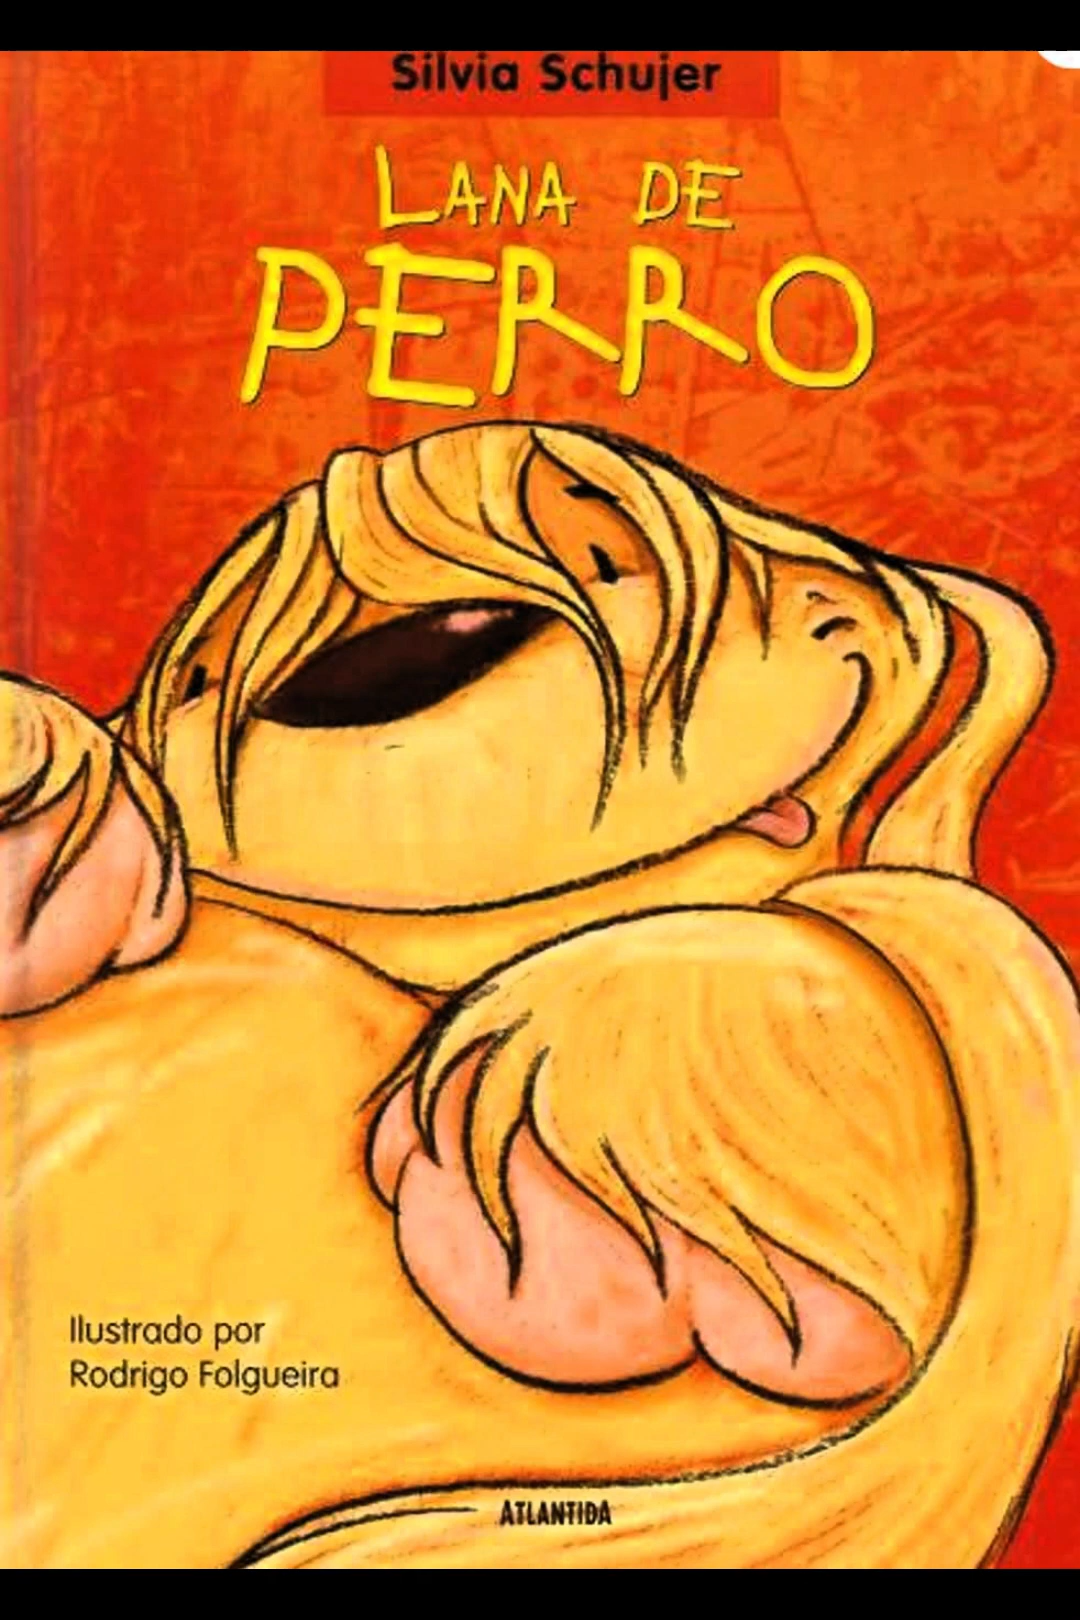 Silvia Schujer
LANA DE
PERRO
Ilustrado por
Rodrigo Folgueira
ATLANTIDA